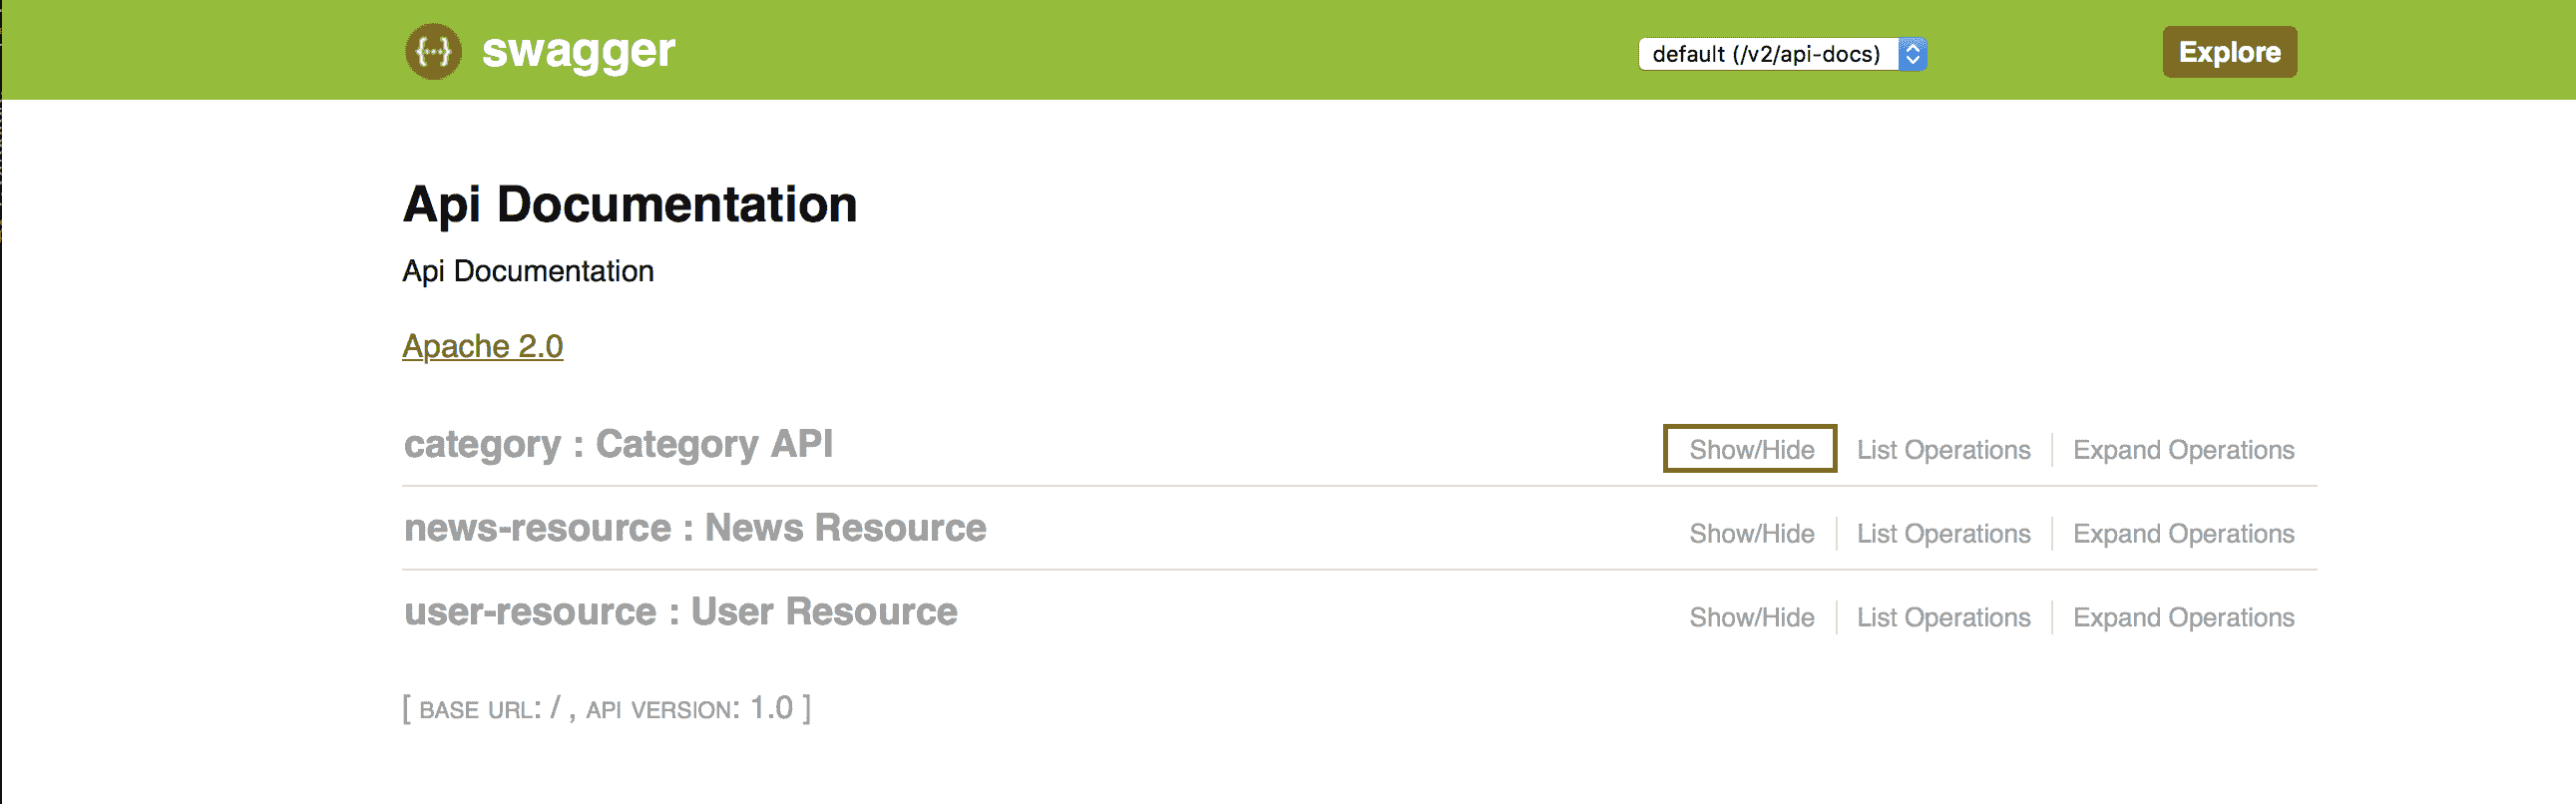 {···} swagger default (/v2/api-docs) Explore
Api Documentation
Api Documentation
Apache 2.0
category : Category API Show/Hide List Operations Expand Operations
news-resource : News Resource Show/Hide List Operations Expand Operations
user-resource : User Resource Show/Hide List Operations Expand Operations
[ BASE URL: / , API VERSION: 1.0 ]